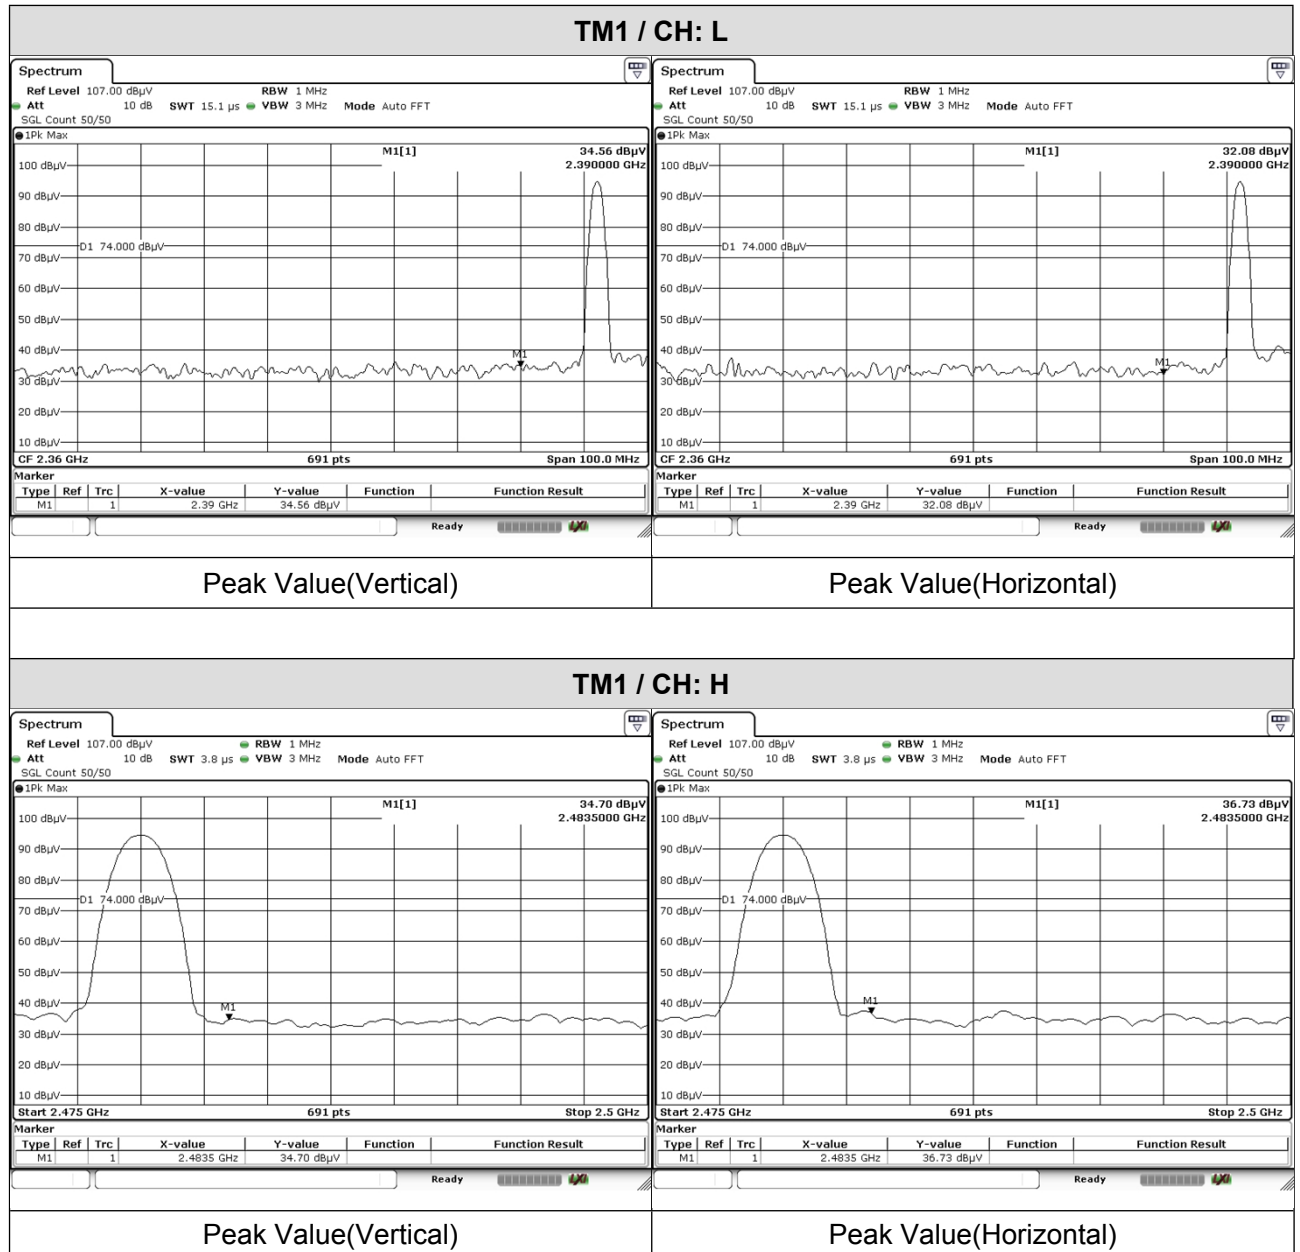 TM1 / CH: L
Spectrum
Ref Level 107.00 dBµV RBW 1 MHz
Att 10 dB SWT 15.1 µs VBW 3 MHz Mode Auto FFT
SGL Count 50/50
1Pk Max
M1[1] 34.56 dBµV
2.390000 GHz
100 dBµV
90 dBµV
80 dBµV
D1 74.000 dBµV
70 dBµV
60 dBµV
50 dBµV
40 dBµV
M1
30 dBµV
20 dBµV
10 dBµV
CF 2.36 GHz 691 pts Span 100.0 MHz
Marker
Type Ref Trc X-value Y-value Function Function Result
M1 1 2.39 GHz 34.56 dBµV
Ready LXI
Peak Value(Vertical)
Spectrum
Ref Level 107.00 dBµV RBW 1 MHz
Att 10 dB SWT 15.1 µs VBW 3 MHz Mode Auto FFT
SGL Count 50/50
1Pk Max
M1[1] 32.08 dBµV
2.390000 GHz
100 dBµV
90 dBµV
80 dBµV
D1 74.000 dBµV
70 dBµV
60 dBµV
50 dBµV
40 dBµV
M1
30 dBµV
20 dBµV
10 dBµV
CF 2.36 GHz 691 pts Span 100.0 MHz
Marker
Type Ref Trc X-value Y-value Function Function Result
M1 1 2.39 GHz 32.08 dBµV
Ready LXI
Peak Value(Horizontal)
TM1 / CH: H
Spectrum
Ref Level 107.00 dBµV RBW 1 MHz
Att 10 dB SWT 3.8 µs VBW 3 MHz Mode Auto FFT
SGL Count 50/50
1Pk Max
M1[1] 34.70 dBµV
2.4835000 GHz
100 dBµV
90 dBµV
80 dBµV
D1 74.000 dBµV
70 dBµV
60 dBµV
50 dBµV
40 dBµV
M1
30 dBµV
20 dBµV
10 dBµV
Start 2.475 GHz 691 pts Stop 2.5 GHz
Marker
Type Ref Trc X-value Y-value Function Function Result
M1 1 2.4835 GHz 34.70 dBµV
Ready LXI
Peak Value(Vertical)
Spectrum
Ref Level 107.00 dBµV RBW 1 MHz
Att 10 dB SWT 3.8 µs VBW 3 MHz Mode Auto FFT
SGL Count 50/50
1Pk Max
M1[1] 36.73 dBµV
2.4835000 GHz
100 dBµV
90 dBµV
80 dBµV
D1 74.000 dBµV
70 dBµV
60 dBµV
50 dBµV
40 dBµV
M1
30 dBµV
20 dBµV
10 dBµV
Start 2.475 GHz 691 pts Stop 2.5 GHz
Marker
Type Ref Trc X-value Y-value Function Function Result
M1 1 2.4835 GHz 36.73 dBµV
Ready LXI
Peak Value(Horizontal)